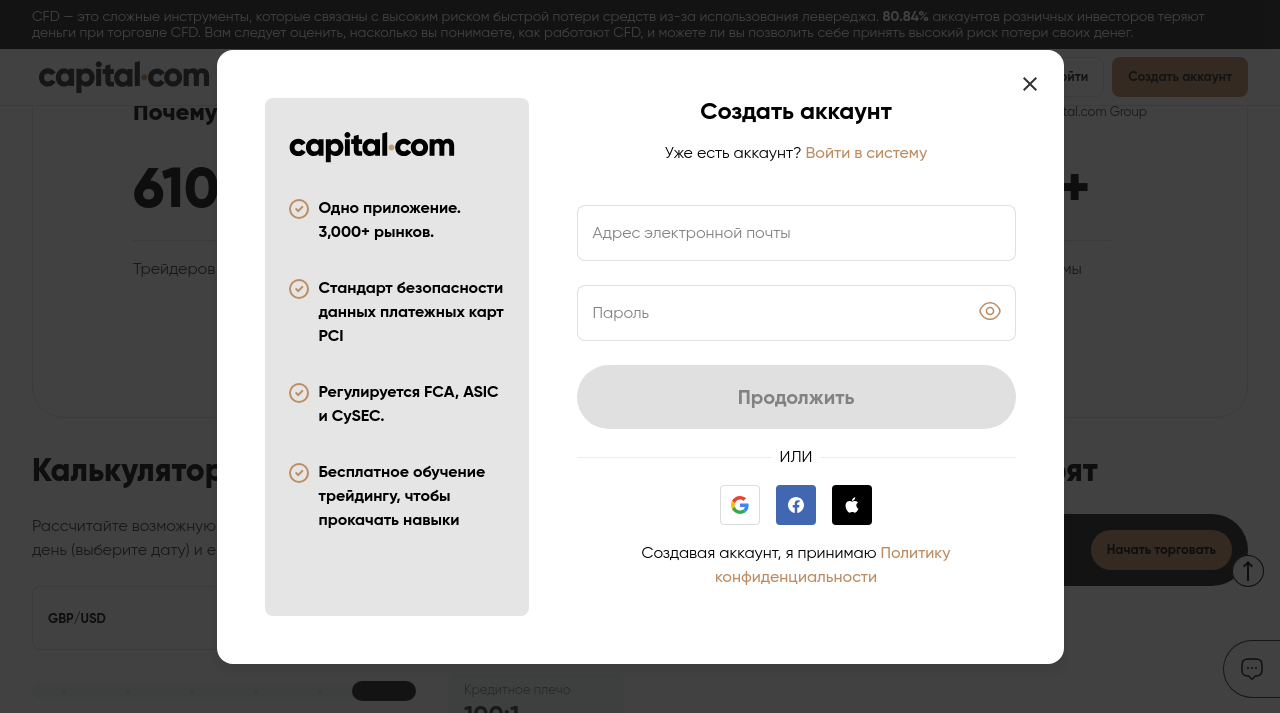 CFD — это сложные инструменты, которые связаны с высоким риском быстрой потери средств из-за использования левереджа. 80.84% аккаунтов розничных инвесторов теряют
деньги при торговле CFD. Вам следует оценить, насколько вы понимаете, как работают CFD, и можете ли вы позволить себе принять высокий риск потери своих денег.
capital.com
Создать аккаунт
Почему
tal.com Group
610
+
Трейдеров
Калькулятор
Рассчитайте возможную
день (выберите дату) и е
GBP/USD
Начать торговать
Кредитное плечо
100:1
capital.com
Одно приложение.
3,000+ рынков.
Стандарт безопасности
данных платежных карт
PCI
Регулируется FCA, ASIC
и CySEC.
Бесплатное обучение
трейдингу, чтобы
прокачать навыки
Создать аккаунт
Уже есть аккаунт? Войти в систему
Адрес электронной почты
Пароль
Продолжить
ИЛИ
Создавая аккаунт, я принимаю Политику
конфиденциальности